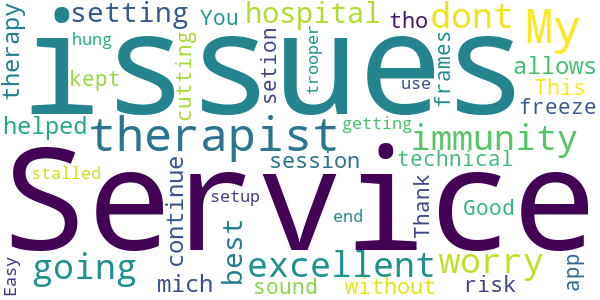 therapy
setting
You
hospital
tho
dont
My
hung
kept
cutting
setion
trooper
use
frames
allows
This
freeze
issues
helped
therapist
getting
immunity
stalled
continue
session
technical
Service
setup
end
Thank
Good
Easy
going
mich
best
excellent
sound
without
worry
risk
app